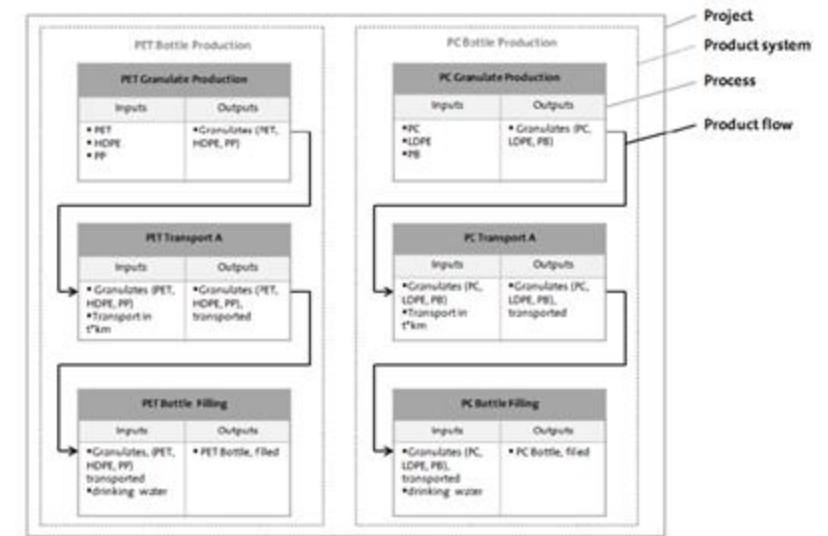 Project
Product system
Process
Product flow
PET Bottle Production
PET Granulate Production
Inputs
Outputs
• PET
• HDPE
• PP
• Granulates (PET,
HDPE, PP)
PET Transport A
Inputs
Outputs
• Granulates (PET,
HDPE, PP)
• Transport in
t*km
• Granulates (PET,
HDPE, PP),
transported
PET Bottle Filling
Inputs
Outputs
• Granulates, (PET,
HDPE, PP)
transported
• drinking water
• PET Bottle, filled
PC Bottle Production
PC Granulate Production
Inputs
Outputs
• PC
• LDPE
• PB
• Granulates (PC,
LDPE, PB)
PC Transport A
Inputs
Outputs
• Granulates (PC,
LDPE, PB)
• Transport in
t*km
• Granulates (PC,
LDPE, PB),
transported
PC Bottle Filling
Inputs
Outputs
• Granulates (PC,
LDPE, PB),
transported
• drinking water
• PC Bottle, filled